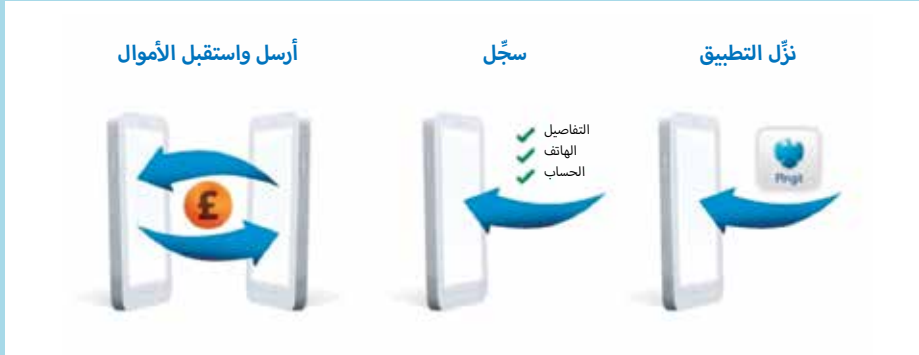 نزِّل التطبيق
Pingit
سجِّل
التفاصيل
الهاتف
الحساب
أرسل واستقبل الأموال
£